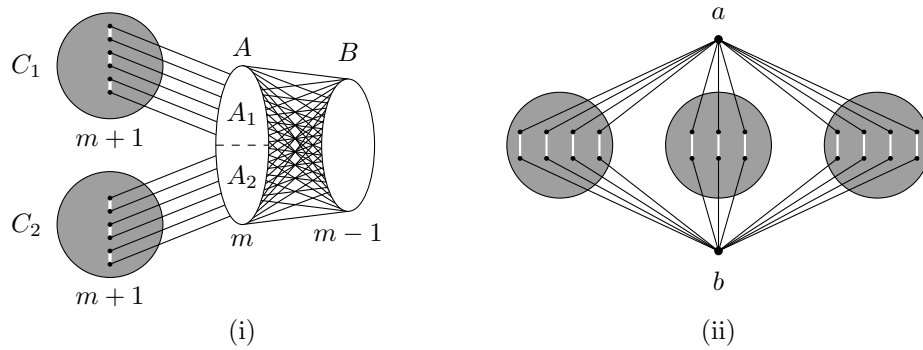 a
A
B
C₁
A₁
m + 1
A₂
C₂
m
m − 1
b
m + 1
(i)
(ii)